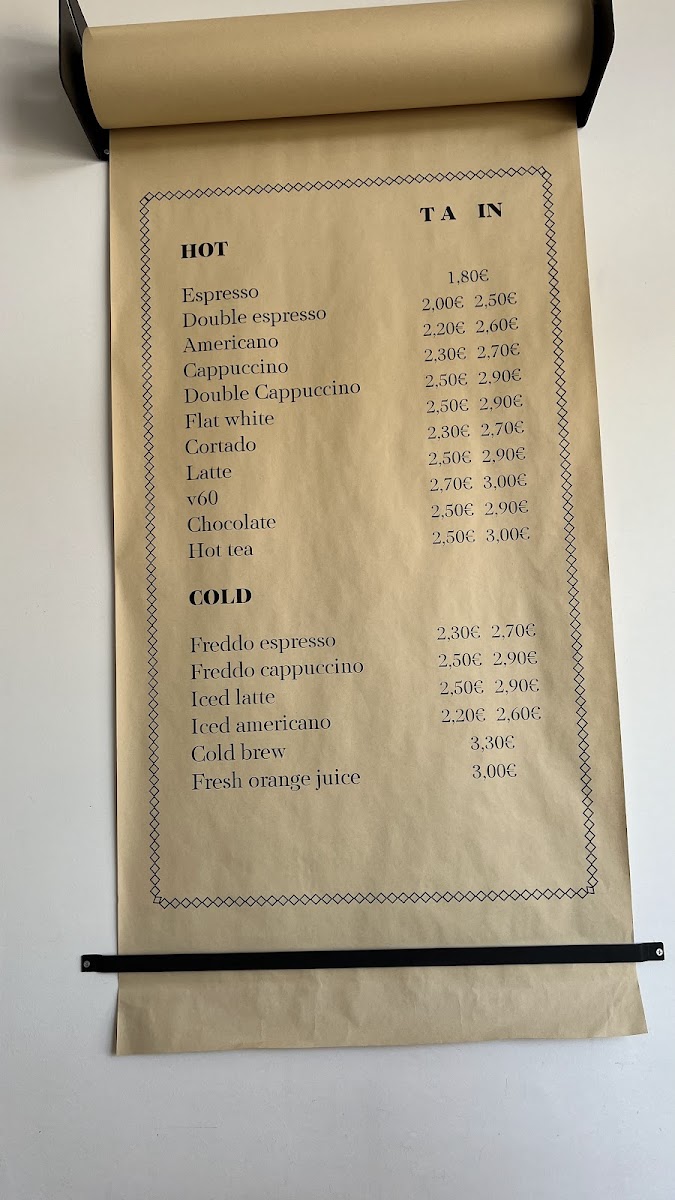 T A IN
HOT
Espresso 1,80€
Double espresso 2,00€ 2,50€
Americano 2,20€ 2,60€
Cappuccino 2,30€ 2,70€
Double Cappuccino 2,50€ 2,90€
Flat white 2,50€ 2,90€
Cortado 2,30€ 2,70€
Latte 2,50€ 2,90€
v60 2,70€ 3,00€
Chocolate 2,50€ 2,90€
Hot tea 2,50€ 3,00€
COLD
Freddo espresso 2,30€ 2,70€
Freddo cappuccino 2,50€ 2,90€
Iced latte 2,50€ 2,90€
Iced americano 2,20€ 2,60€
Cold brew 3,30€
Fresh orange juice 3,00€